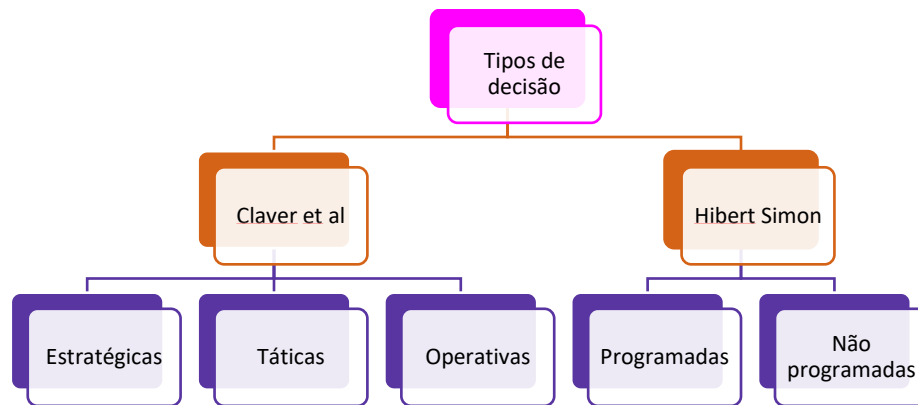 Tipos de
decisão
Claver et al
Hibert Simon
Estratégicas
Táticas
Operativas
Programadas
Não
programadas